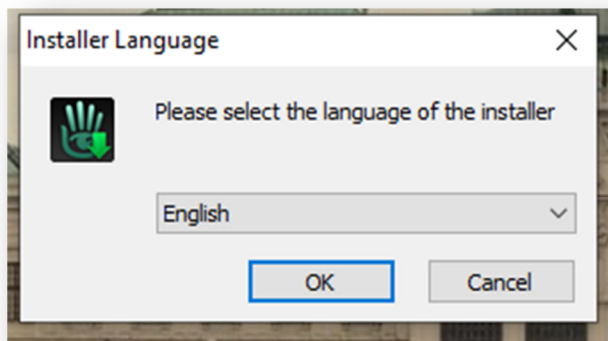 Installer Language
Please select the language of the installer
English
OK
Cancel